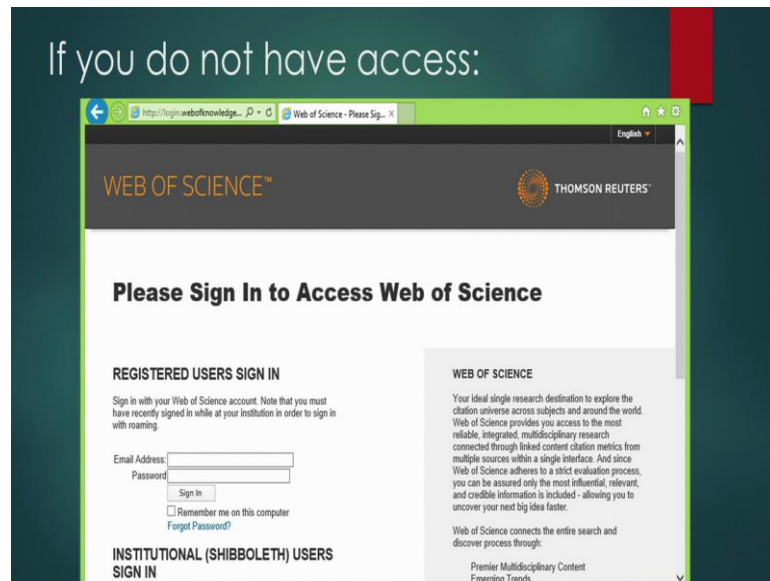 If you do not have access:
http://login.webofknowledge...
Web of Science - Please Sig...
English
WEB OF SCIENCE™
THOMSON REUTERS™
Please Sign In to Access Web of Science
REGISTERED USERS SIGN IN
Sign in with your Web of Science account. Note that you must
have recently signed in while at your institution in order to sign in
with roaming.
Email Address:
Password
Sign In
Remember me on this computer
Forgot Password?
INSTITUTIONAL (SHIBBOLETH) USERS
SIGN IN
WEB OF SCIENCE
Your ideal single research destination to explore the
citation universe across subjects and around the world.
Web of Science provides you access to the most
reliable, integrated, multidisciplinary research
connected through linked content citation metrics from
multiple sources within a single interface. And since
Web of Science adheres to a strict evaluation process,
you can be assured only the most influential, relevant,
and credible information is included - allowing you to
uncover your next big idea faster.
Web of Science connects the entire search and
discover process through:
Premier Multidisciplinary Content
Emerging Trends